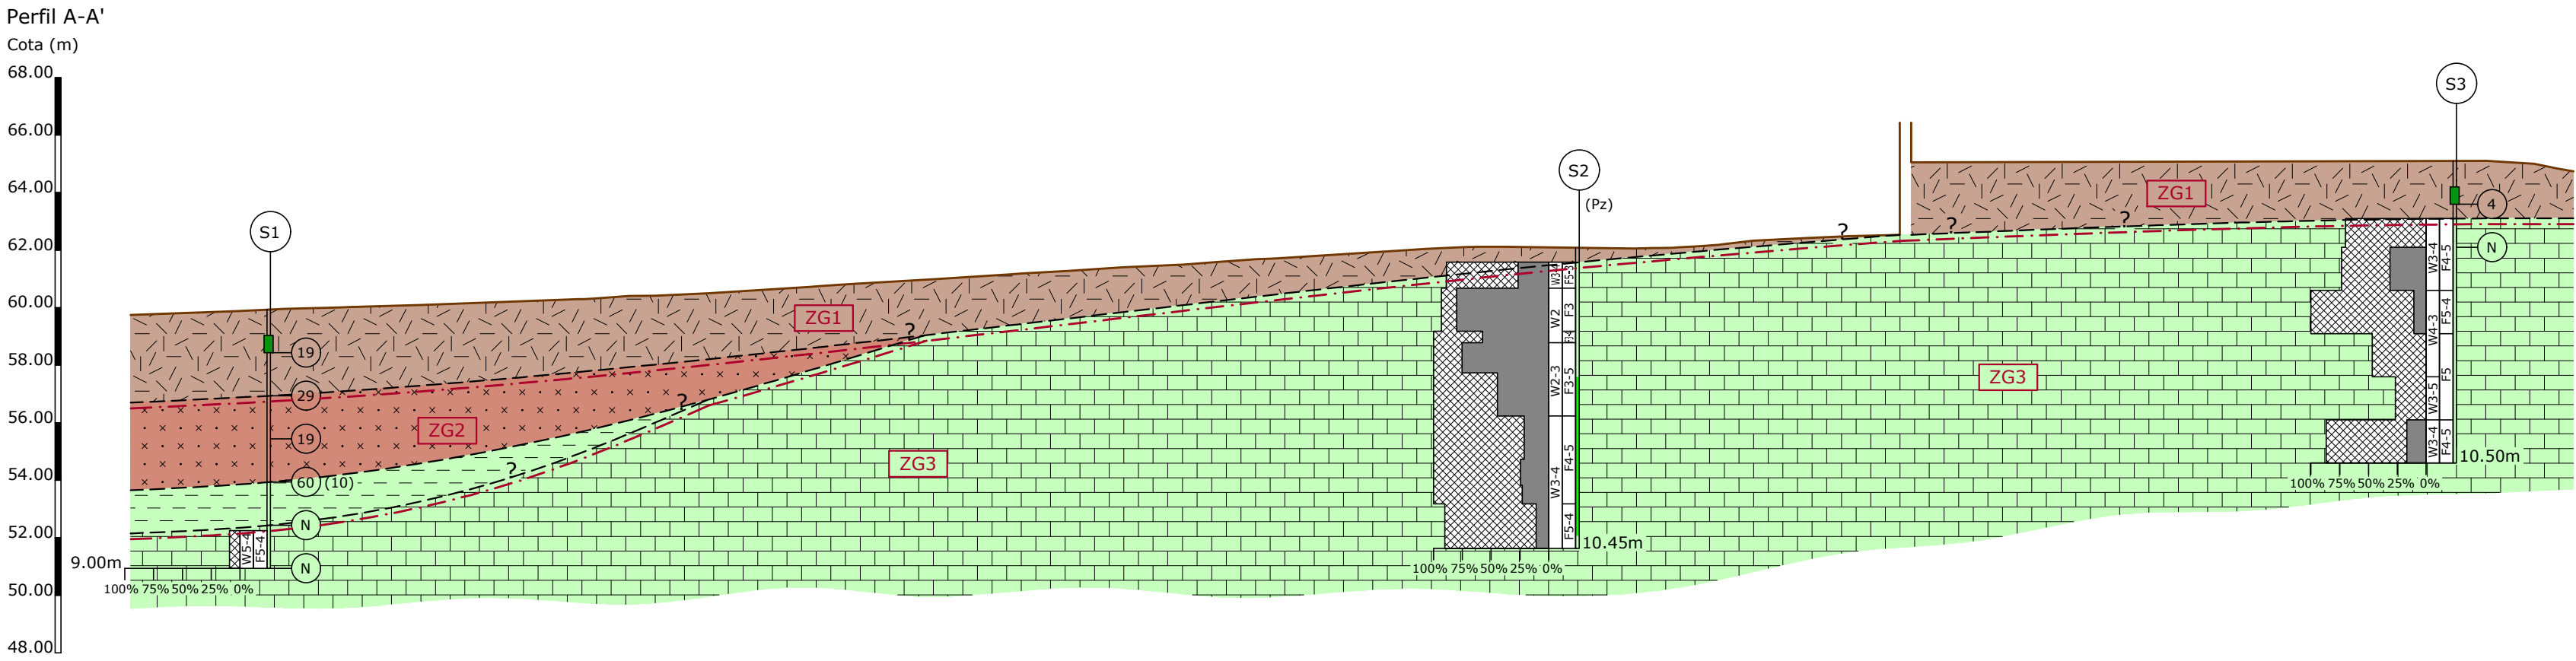 Perfil A-A'
Cota (m)
68.00
66.00
64.00
62.00
60.00
58.00
56.00
54.00
52.00
50.00
48.00
S1
19
29
19
60 (10)
N
N
W5-4
F5-4
9.00m
100% 75% 50% 25% 0%
ZG1
ZG2
ZG3
?
?
?
S2
(Pz)
W3-4
F5-3
W2
F3
W2-3
F3-5
W3-4
F4-5
F5-4
10.45m
100% 75% 50% 25% 0%
?
?
?
ZG1
ZG3
S3
4
N
W3-4
F4-5
W4-3
F5-4
W3-5
F5
W3-4
F4-5
10.50m
100% 75% 50% 25% 0%